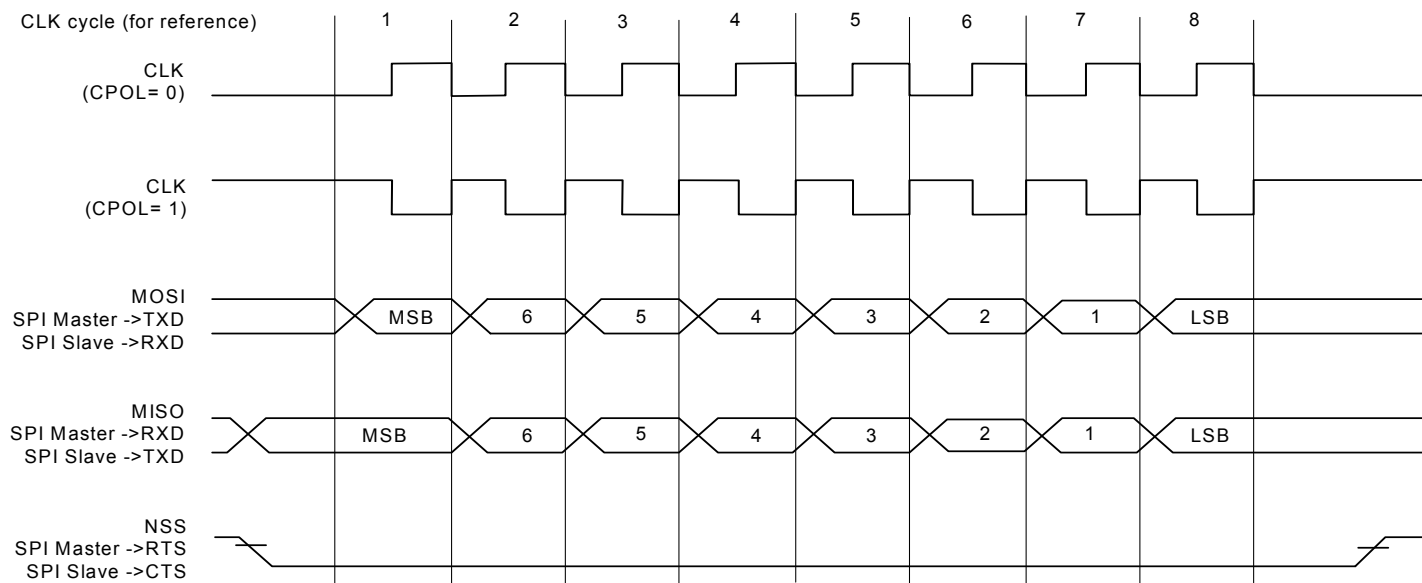 CLK cycle (for reference) 1 2 3 4 5 6 7 8
CLK
(CPOL= 0)
CLK
(CPOL= 1)
MOSI
SPI Master ->TXD
SPI Slave ->RXD
MSB 6 5 4 3 2 1 LSB
MISO
SPI Master ->RXD
SPI Slave ->TXD
MSB 6 5 4 3 2 1 LSB
NSS
SPI Master ->RTS
SPI Slave ->CTS